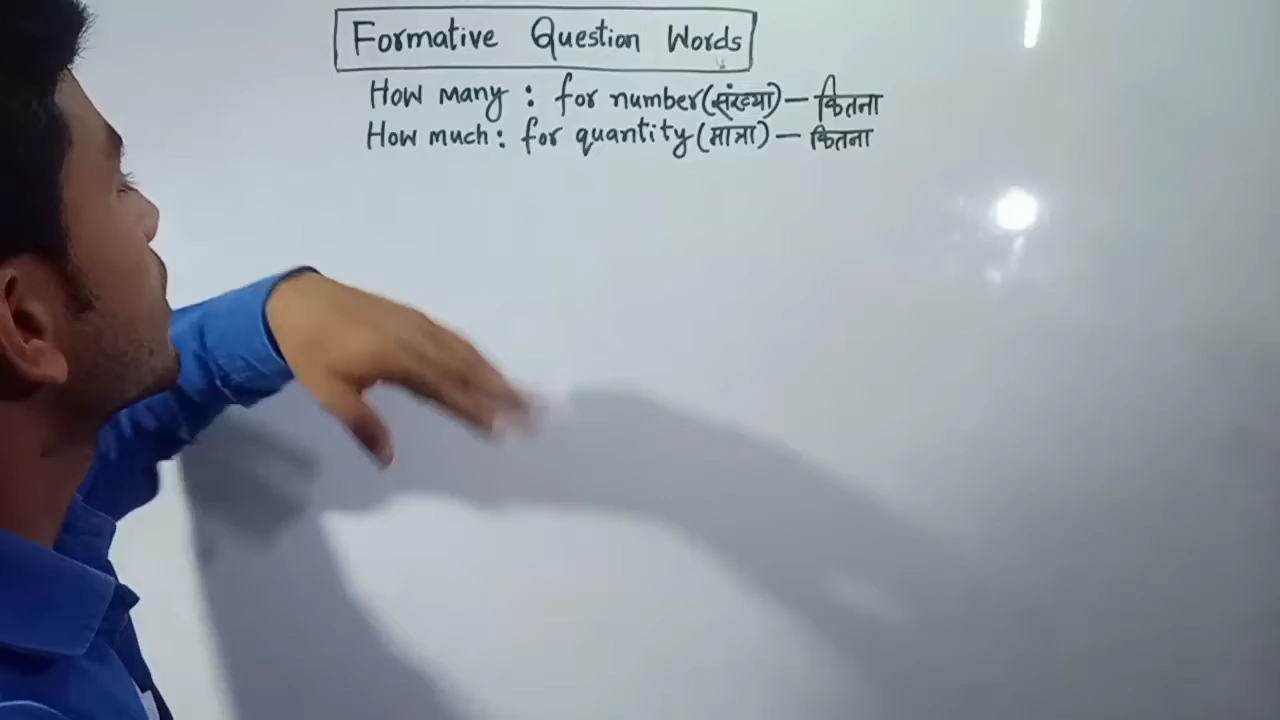 Formative Question Words
How many : for number(संख्या) – कितना
How much : for quantity(मात्रा) – कितना